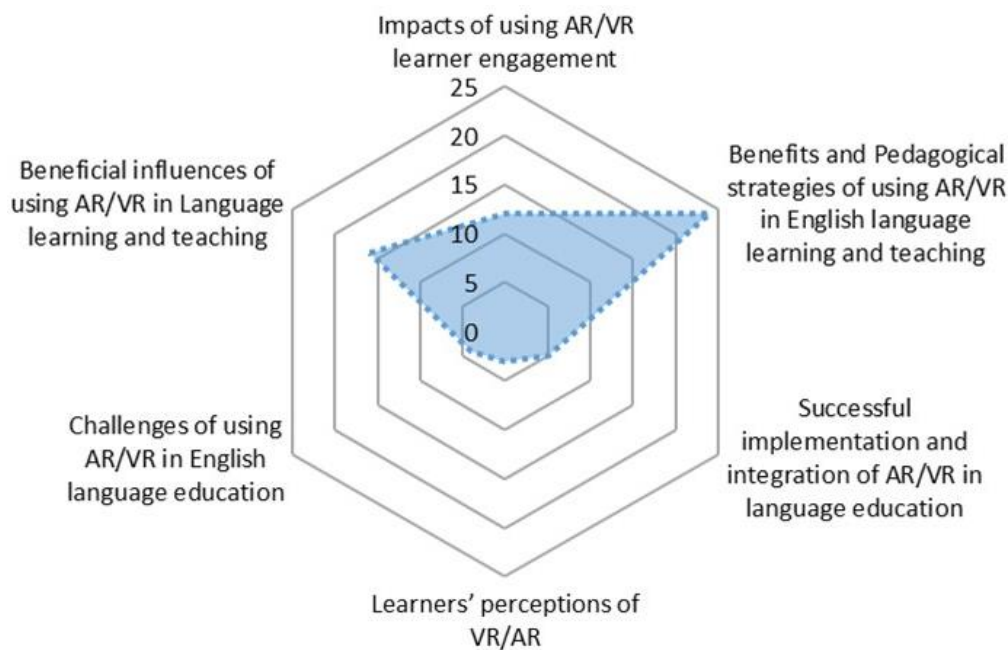 Impacts of using AR/VR
learner engagement
25
20
15
10
5
0
Benefits and Pedagogical
strategies of using AR/VR
in English language
learning and teaching
Successful
implementation and
integration of AR/VR in
language education
Learners' perceptions of
VR/AR
Challenges of using
AR/VR in English
language education
Beneficial influences of
using AR/VR in Language
learning and teaching